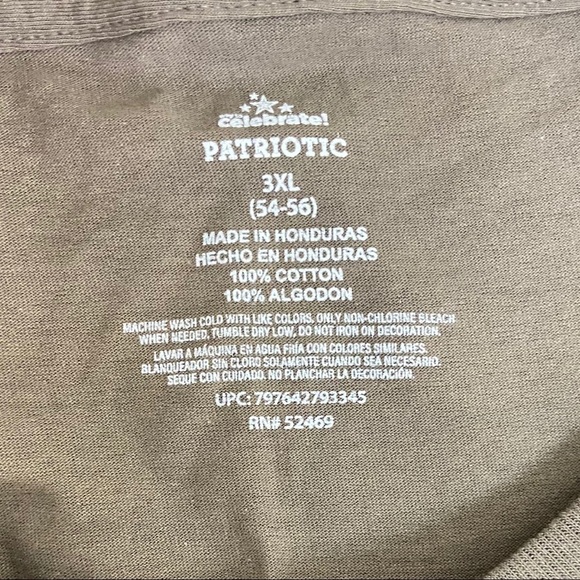 celebrate!
PATRIOTIC
3XL
(54-56)
MADE IN HONDURAS
HECHO EN HONDURAS
100% COTTON
100% ALGODON
MACHINE WASH COLD WITH LIKE COLORS. ONLY NON-CHLORINE BLEACH
WHEN NEEDED. TUMBLE DRY LOW. DO NOT IRON ON DECORATION.
LAVAR A MÁQUINA EN AGUA FRÍA CON COLORES SIMILARES.
BLANQUEADOR SIN CLORO SOLAMENTE CUANDO SEA NECESARIO.
SEQUE CON CUIDADO. NO PLANCHAR LA DECORACIÓN.
UPC: 797642793345
RN# 52469